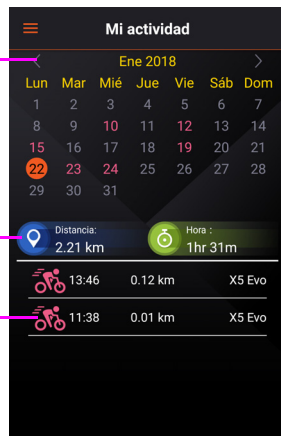 Mi actividad
Ene 2018
Lun Mar Mié Jue Vie Sáb Dom
1 2 3 4 5 6 7
8 9 10 11 12 13 14
15 16 17 18 19 20 21
22 23 24 25 26 27 28
29 30 31
Distancia: Hora :
2.21 km 1hr 31m
13:46 0.12 km X5 Evo
11:38 0.01 km X5 Evo